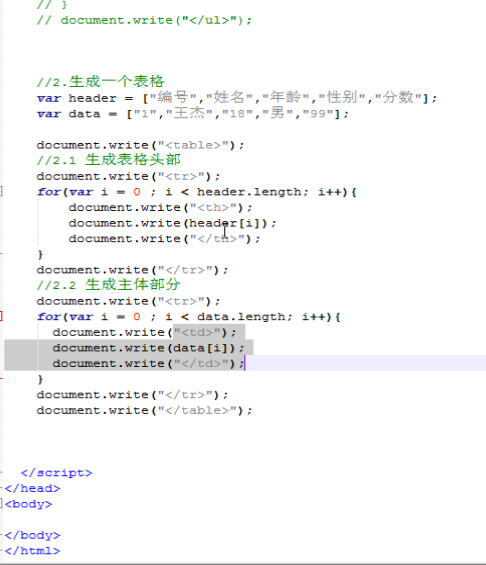 // }
// document.write("</ul>");
//2.生成一个表格
var header = ["编号","姓名","年龄","性别","分数"];
var data = ["1","王杰","18","男","99"];
document.write("<table>");
//2.1 生成表格头部
document.write("<tr>");
for(var i = 0 ; i < header.length; i++){
document.write("<th>");
document.write(header[i]);
document.write("</th>");
}
document.write("</tr>");
//2.2 生成主体部分
document.write("<tr>");
for(var i = 0 ; i < data.length; i++){
document.write("<td>");
document.write(data[i]);
document.write("</td>");
}
document.write("</tr>");
document.write("</table>");
</script>
</head>
<body>
</body>
</html>